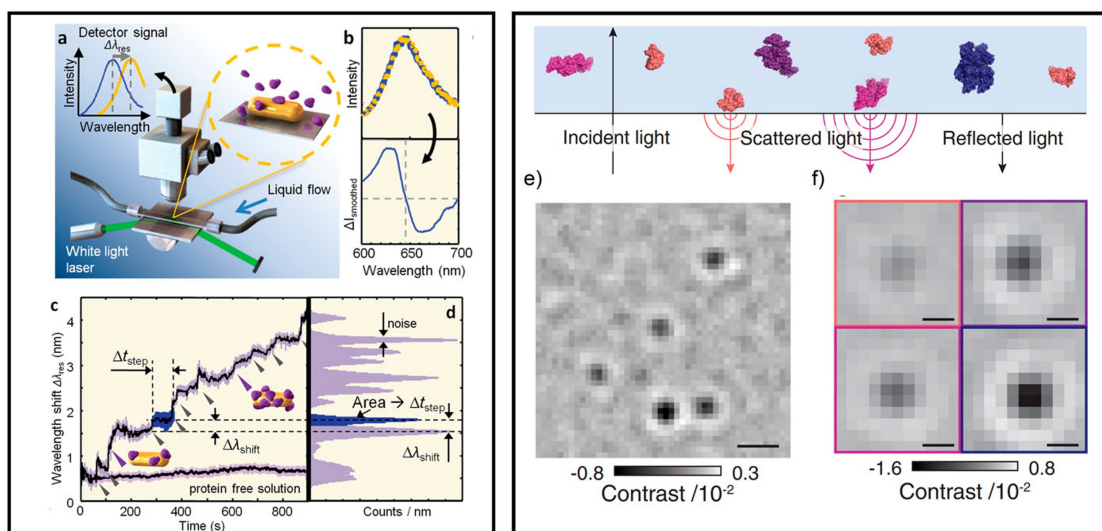 a
Detector signal
Δλres
Intensity
Wavelength
Liquid flow
White light
laser
b
Intensity
ΔIsmoothed
600
650
700
Wavelength (nm)
c
d
Wavelength shift Δλres (nm)
4
3
2
1
0
Δtstep
noise
Area → Δtstep
Δλshift
Δλshift
protein free solution
0
200
400
600
800
Time (s)
Counts / nm
Incident light
Scattered light
Reflected light
e)
f)
-0.8
0.3
Contrast /10-2
-1.6
0.8
Contrast /10-2